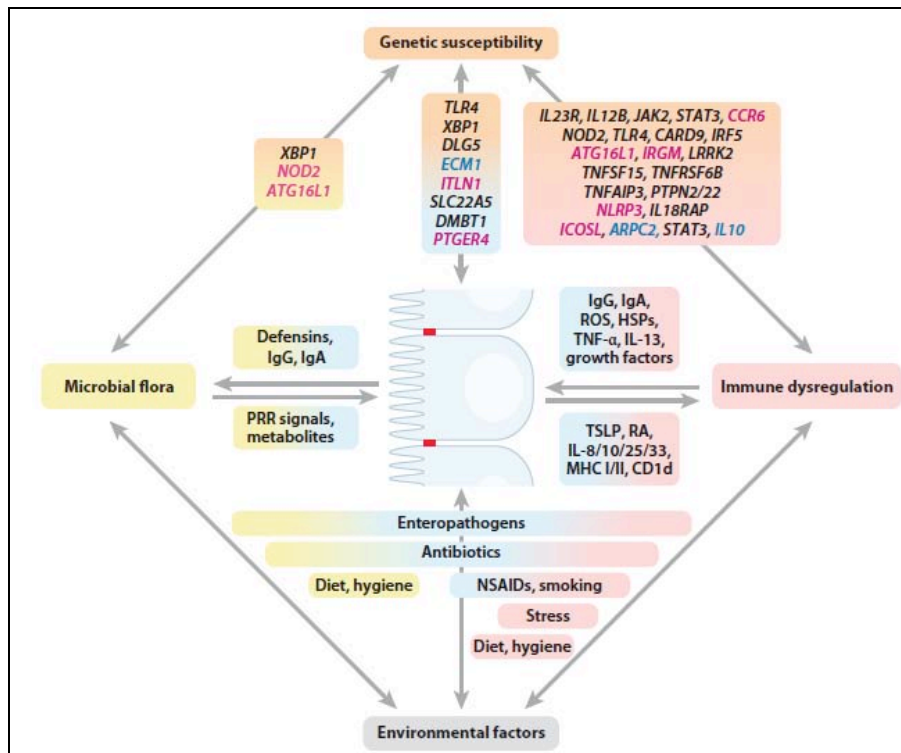 Genetic susceptibility
XBP1
NOD2
ATG16L1
TLR4
XBP1
DLG5
ECM1
ITLN1
SLC22A5
DMBT1
PTGER4
IL23R, IL12B, JAK2, STAT3, CCR6
NOD2, TLR4, CARD9, IRF5
ATG16L1, IRGM, LRRK2
TNFSF15, TNFRSF6B
TNFAIP3, PTPN2/22
NLRP3, IL18RAP
ICOSL, ARPC2, STAT3, IL10
Defensins,
IgG, IgA
IgG, IgA,
ROS, HSPs,
TNF-α, IL-13,
growth factors
Microbial flora
Immune dysregulation
PRR signals,
metabolites
TSLP, RA,
IL-8/10/25/33,
MHC I/II, CD1d
Enteropathogens
Antibiotics
Diet, hygiene
NSAIDs, smoking
Stress
Diet, hygiene
Environmental factors